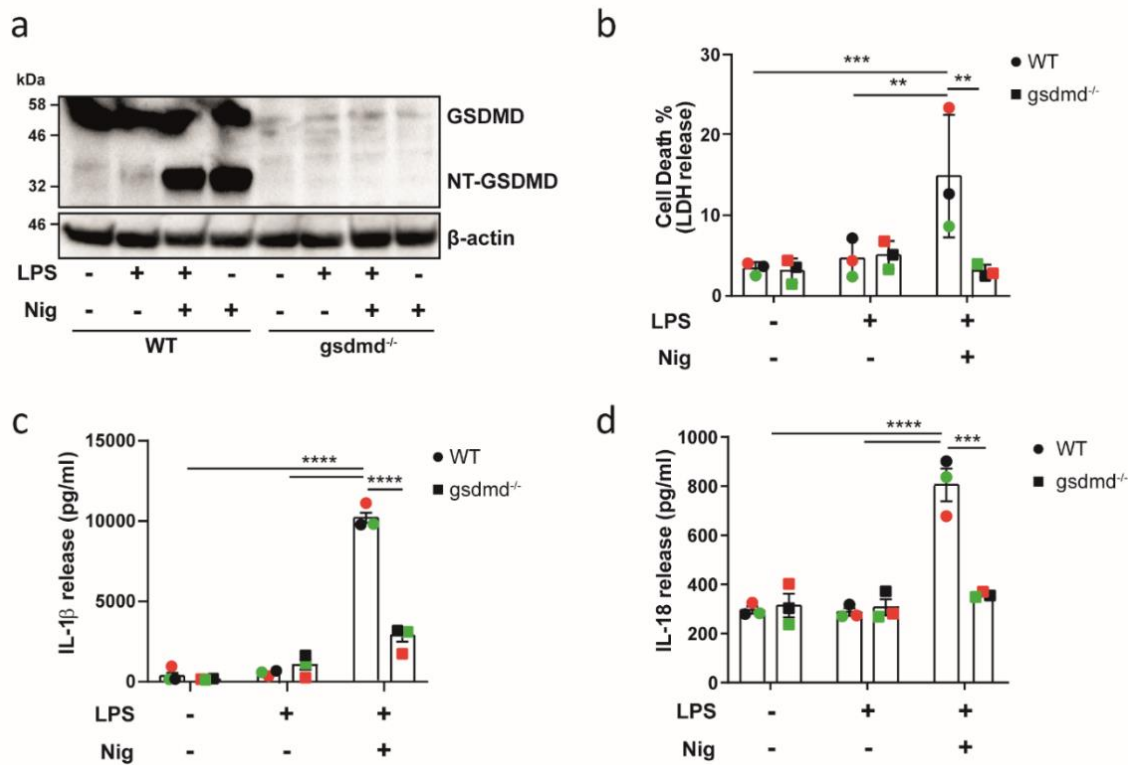 a
kDa
58
46
32
46
GSDMD
NT-GSDMD
β-actin
LPS - + + - - + + -
Nig - - + + - - + +
WT gsdmd-/-
b
Cell Death %
(LDH release)
30
20
10
0
*** 
** **
WT
gsdmd-/-
LPS - + +
Nig - - +
c
IL-1β release (pg/ml)
15000
10000
5000
0
****
****
WT
gsdmd-/-
LPS - + +
Nig - - +
d
IL-18 release (pg/ml)
1000
800
600
400
200
0
****
***
WT
gsdmd-/-
LPS - + +
Nig - - +